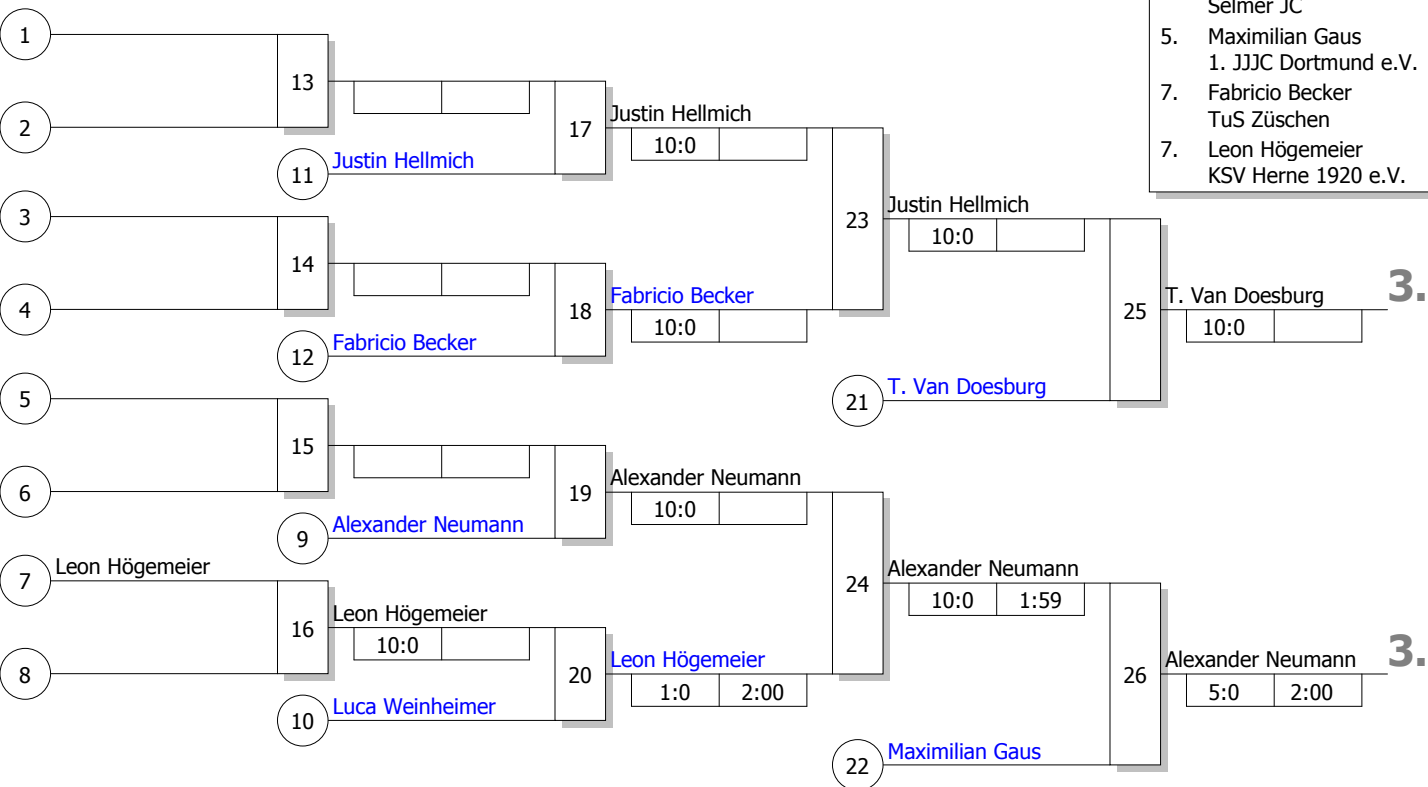 Selmer JC
5. Maximilian Gaus
1. JJJC Dortmund e.V.
7. Fabricio Becker
TuS Züschen
7. Leon Högemeier
KSV Herne 1920 e.V.
1
13
2
17
Justin Hellmich
10:0
11
Justin Hellmich
3
23
Justin Hellmich
10:0
14
4
18
Fabricio Becker
10:0
12
Fabricio Becker
25
T. Van Doesburg
3.
10:0
5
21
T. Van Doesburg
15
6
19
Alexander Neumann
10:0
9
Alexander Neumann
7
Leon Högemeier
24
Alexander Neumann
10:0 1:59
16
Leon Högemeier
10:0
8
20
Leon Högemeier
1:0 2:00
10
Luca Weinheimer
26
Alexander Neumann
3.
5:0 2:00
22
Maximilian Gaus